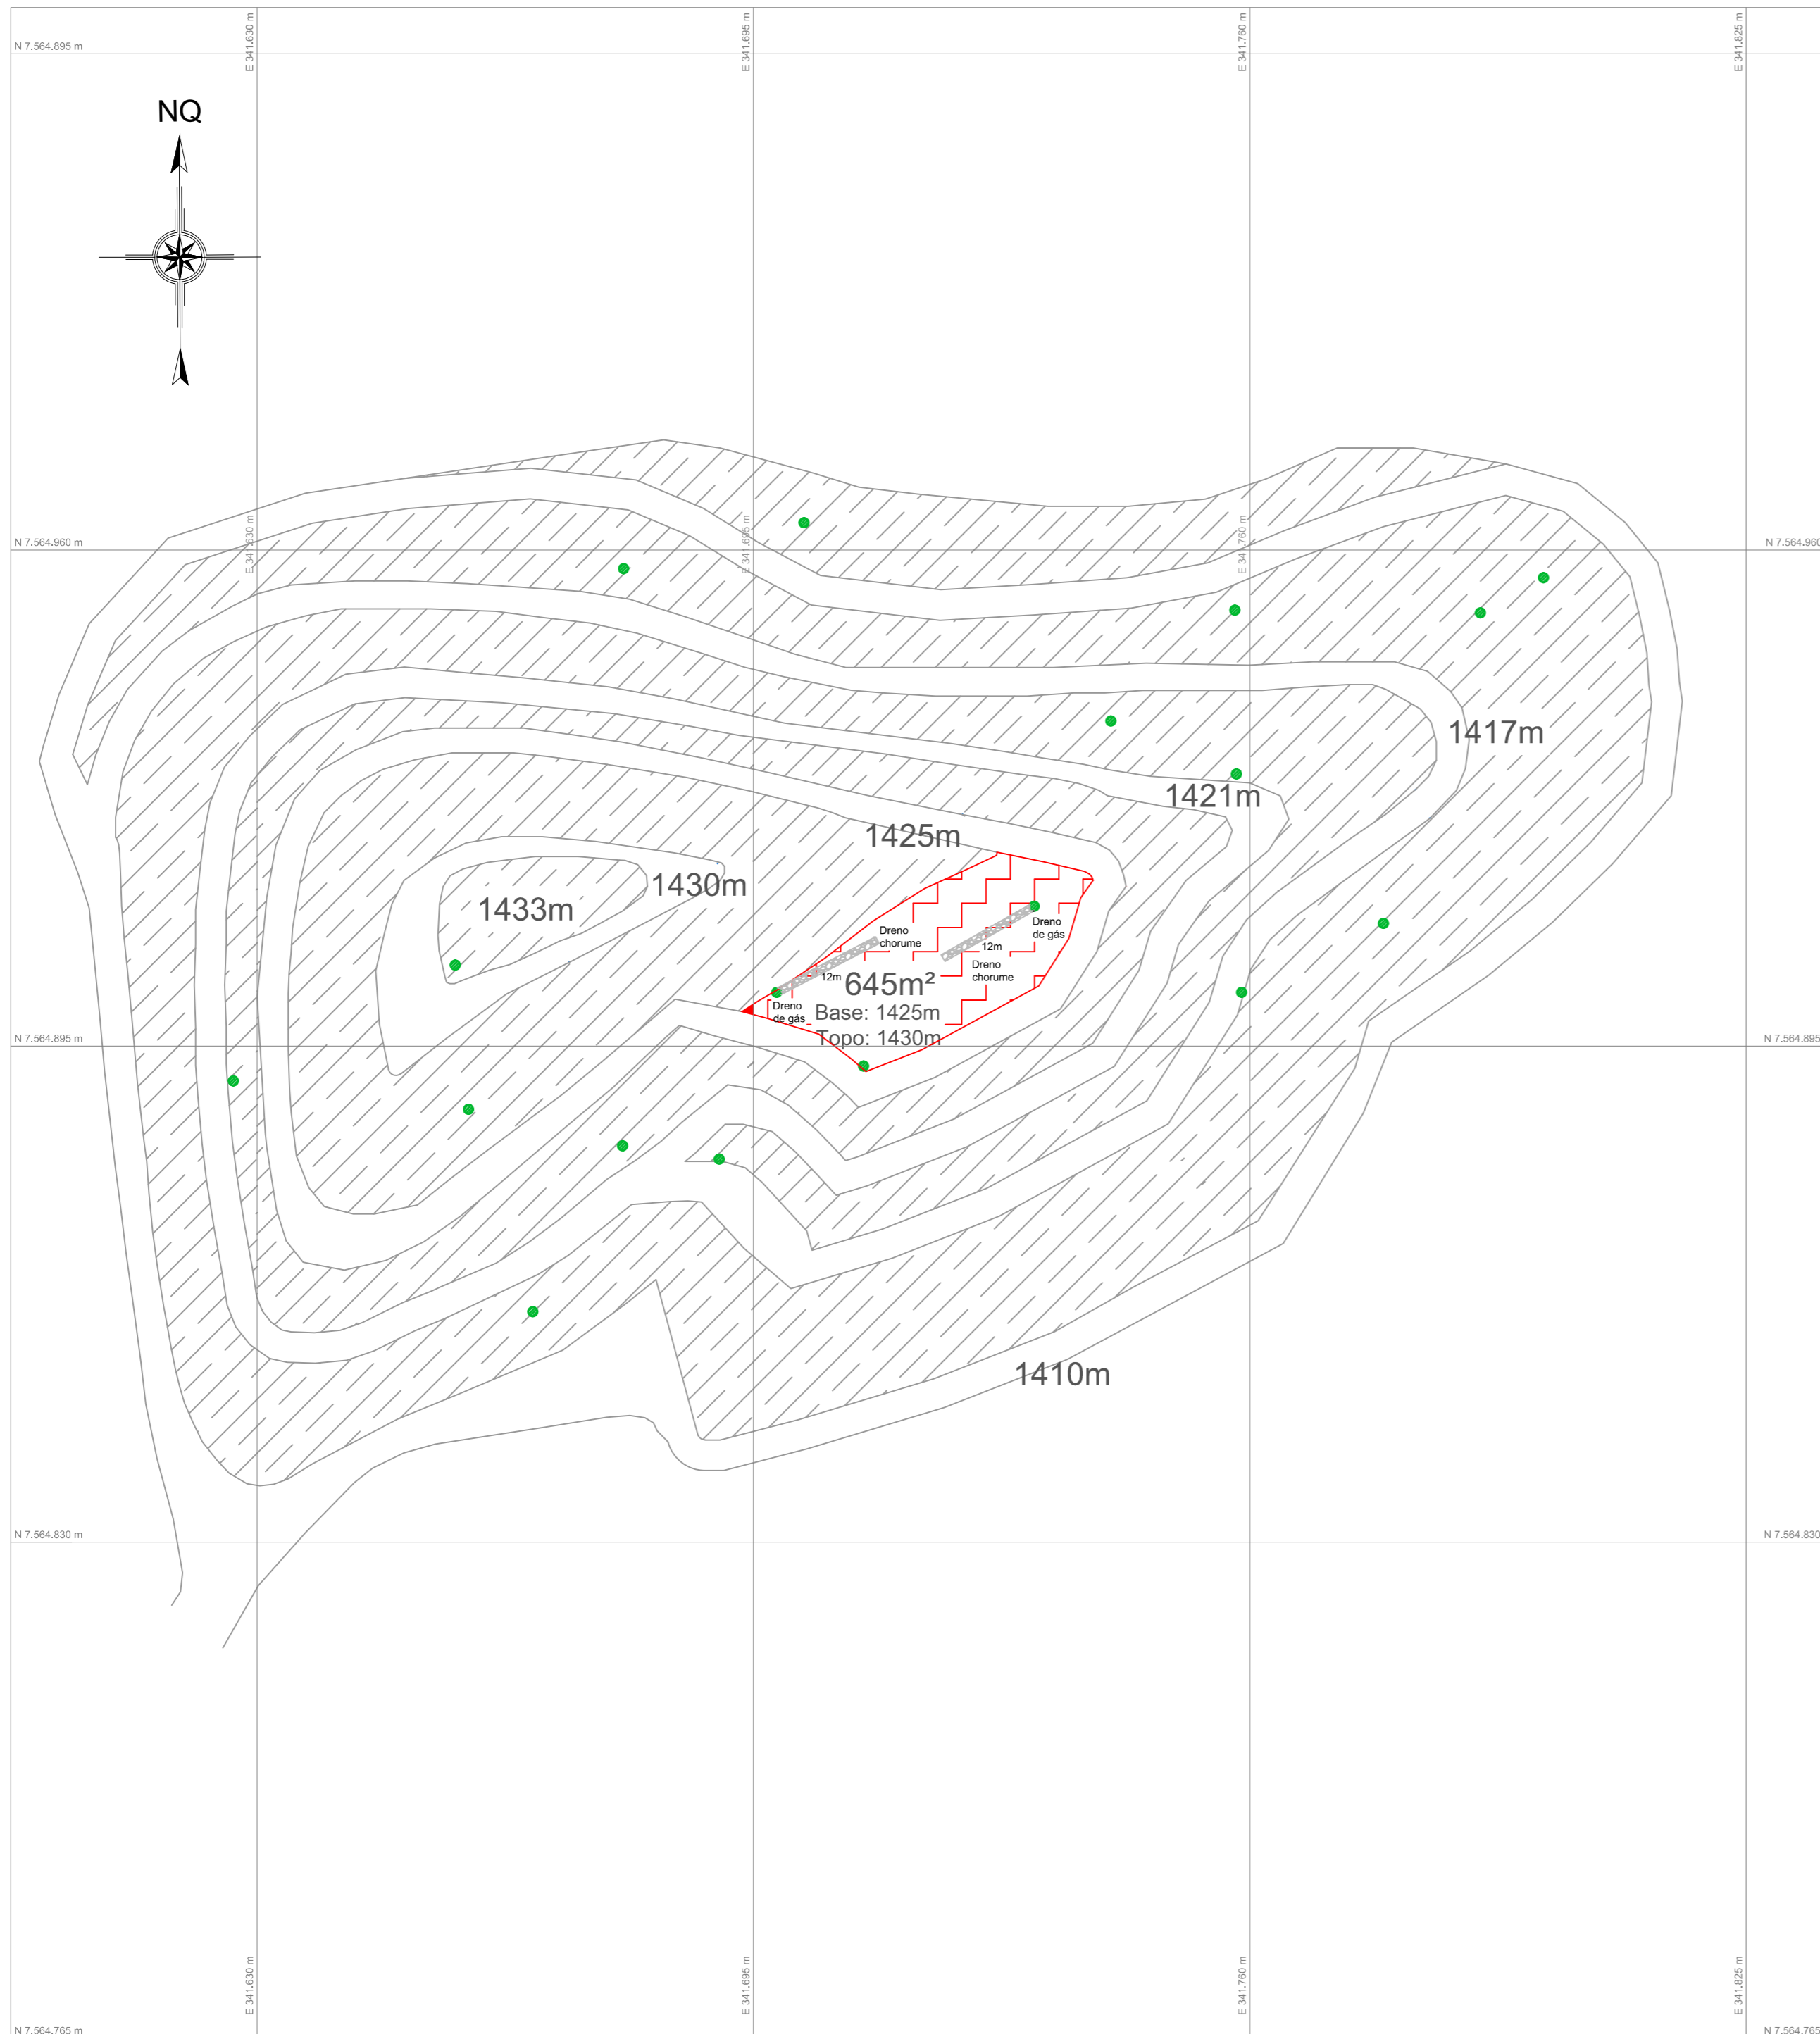 E 341.630 m
E 341.695 m
E 341.760 m
E 341.825 m
N 7.564.895 m
NQ
E 341.630 m
E 341.695 m
E 341.760 m
N 7.564.960 m
N 7.564.960
1417m
1421m
1425m
1430m
1433m
Dreno
de gás
Dreno
chorume
12m
Dreno
chorume
12m
645m²
Dreno
de gás
Base: 1425m
Topo: 1430m
N 7.564.895 m
N 7.564.895
1410m
N 7.564.830 m
N 7.564.830
E 341.630 m
E 341.695 m
E 341.760 m
E 341.825 m
N 7.564.765 m
N 7.564.765